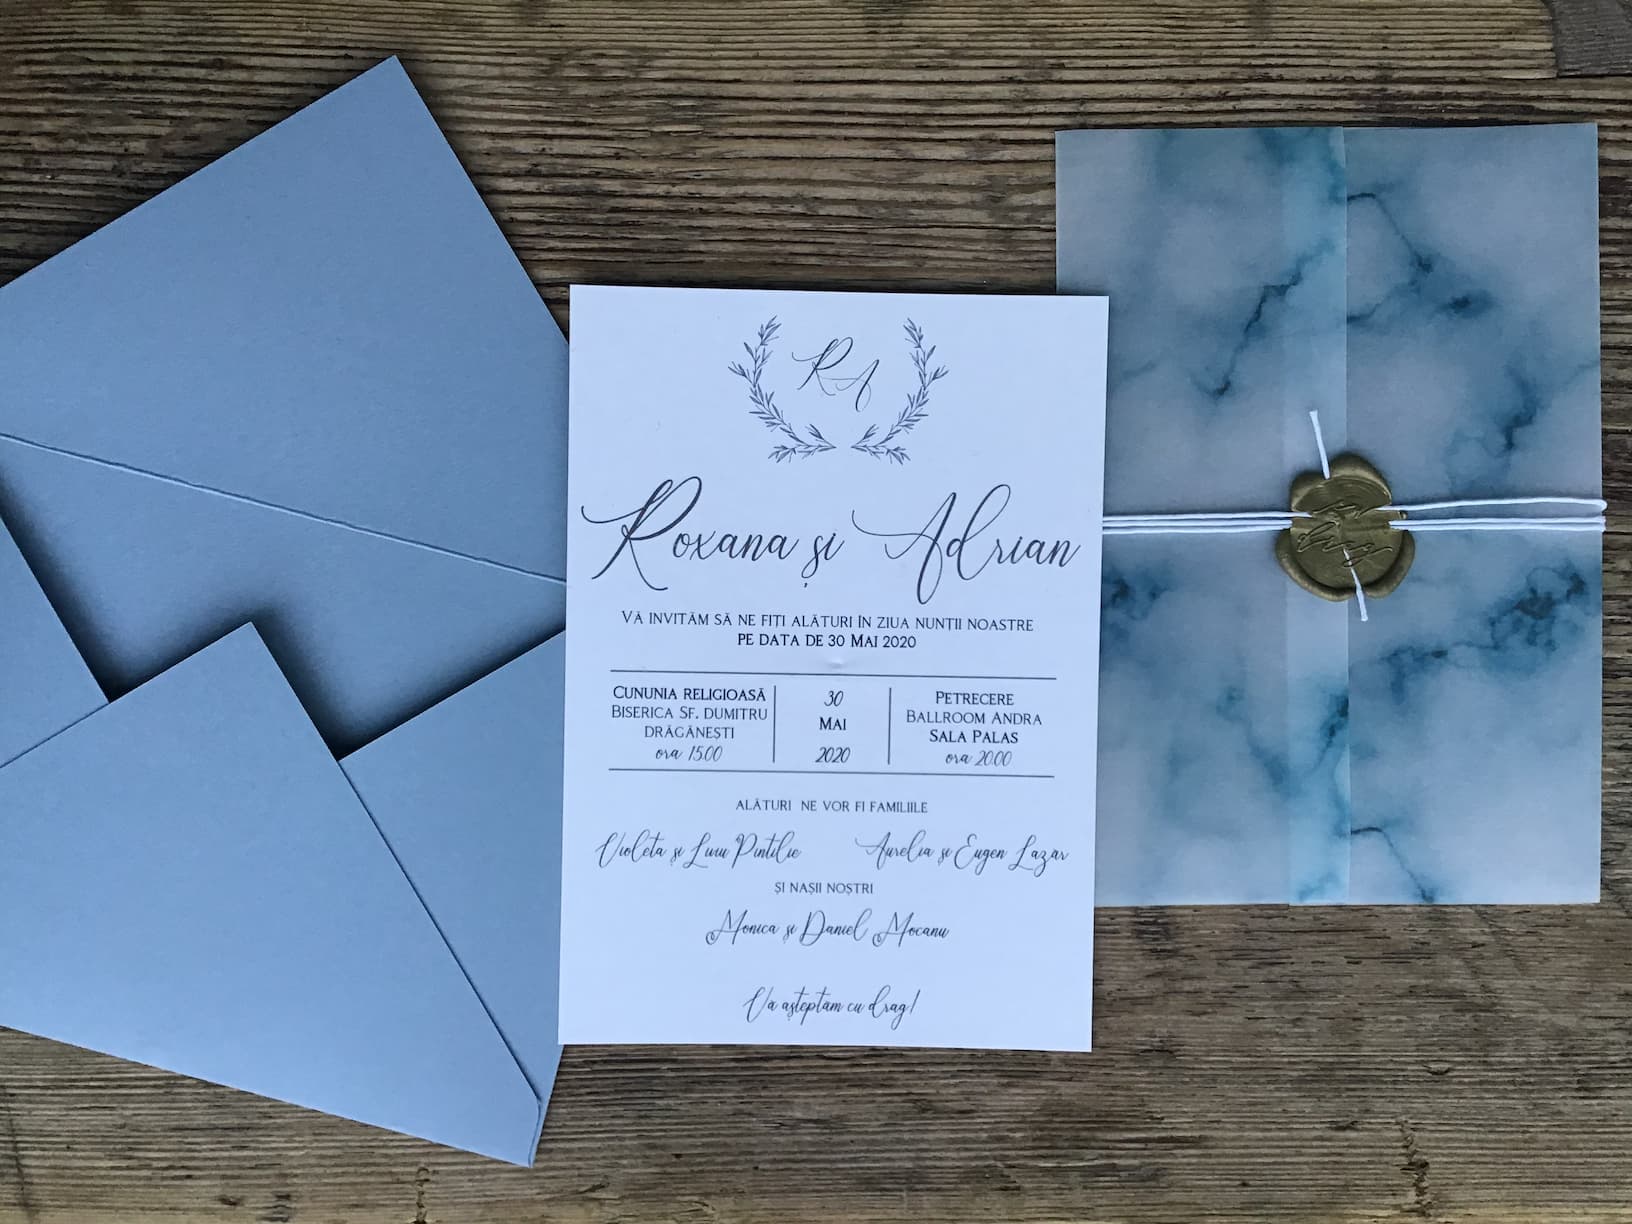 RA
Roxana și Adrian
VĂ INVITĂM SĂ NE FIȚI ALĂTURI ÎN ZIUA NUNȚII NOASTRE
PE DATA DE 30 MAI 2020
CUNUNIA RELIGIOASĂ
BISERICA SF. DUMITRU
DRĂGĂNEȘTI
ora 15.00
30
MAI
2020
PETRECERE
BALLROOM ANDRA
SALA PALAS
ora 20.00
ALĂTURI NE VOR FI FAMILIILE
Violeta și Liviu Pintilie
Aurelia și Eugen Lazăr
ȘI NAȘII NOȘTRI
Monica și Daniel Mocanu
Vă așteptăm cu drag!